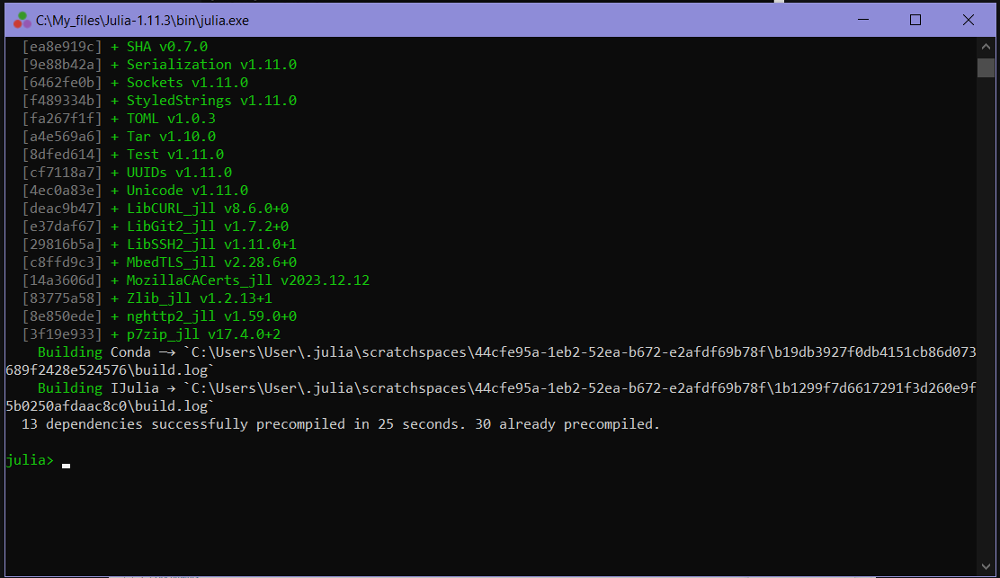 C:\My_files\Julia-1.11.3\bin\julia.exe
[ea8e919c] + SHA v0.7.0
[9e88b42a] + Serialization v1.11.0
[6462fe0b] + Sockets v1.11.0
[f489334b] + StyledStrings v1.11.0
[fa267f1f] + TOML v1.0.3
[a4e569a6] + Tar v1.10.0
[8dfed614] + Test v1.11.0
[cf7118a7] + UUIDs v1.11.0
[4ec0a83e] + Unicode v1.11.0
[deac9b47] + LibCURL_jll v8.6.0+0
[e37daf67] + LibGit2_jll v1.7.2+0
[29816b5a] + LibSSH2_jll v1.11.0+1
[c8ffd9c3] + MbedTLS_jll v2.28.6+0
[14a3606d] + MozillaCACerts_jll v2023.12.12
[83775a58] + Zlib_jll v1.2.13+1
[8e850ede] + nghttp2_jll v1.59.0+0
[3f19e933] + p7zip_jll v17.4.0+2
Building Conda ─→ `C:\Users\User\.julia\scratchspaces\44cfe95a-1eb2-52ea-b672-e2afdf69b78f\b19db3927f0db4151cb86d073
689f2428e524576\build.log`
Building IJulia → `C:\Users\User\.julia\scratchspaces\44cfe95a-1eb2-52ea-b672-e2afdf69b78f\1b1299f7d6617291f3d260e9f
5b0250afdaac8c0\build.log`
13 dependencies successfully precompiled in 25 seconds. 30 already precompiled.
julia>